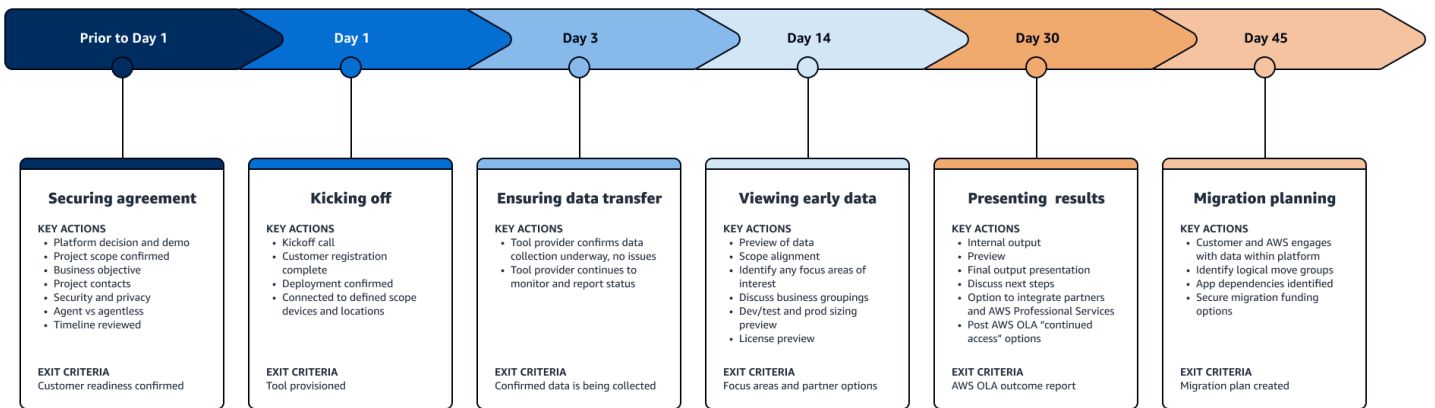 Prior to Day 1
Day 1
Day 3
Day 14
Day 30
Day 45
Securing agreement
KEY ACTIONS
• Platform decision and demo
• Project scope confirmed
• Business objective
• Project contacts
• Security and privacy
• Agent vs agentless
• Timeline reviewed
EXIT CRITERIA
Customer readiness confirmed
Kicking off
KEY ACTIONS
• Kickoff call
• Customer registration
complete
• Deployment confirmed
• Connected to defined scope
devices and locations
EXIT CRITERIA
Tool provisioned
Ensuring data transfer
KEY ACTIONS
• Tool provider confirms data
collection underway, no issues
• Tool provider continues to
monitor and report status
EXIT CRITERIA
Confirmed data is being collected
Viewing early data
KEY ACTIONS
• Preview of data
• Scope alignment
• Identify any focus areas of
interest
• Discuss business groupings
• Dev/test and prod sizing
preview
• License preview
EXIT CRITERIA
Focus areas and partner options
Presenting results
KEY ACTIONS
• Internal output
• Preview
• Final output presentation
• Discuss next steps
• Option to integrate partners
and AWS Professional Services
• Post AWS OLA “continued
access” options
EXIT CRITERIA
AWS OLA outcome report
Migration planning
KEY ACTIONS
• Customer and AWS engages
with data within platform
• Identify logical move groups
• App dependencies identified
• Secure migration funding
options
EXIT CRITERIA
Migration plan created